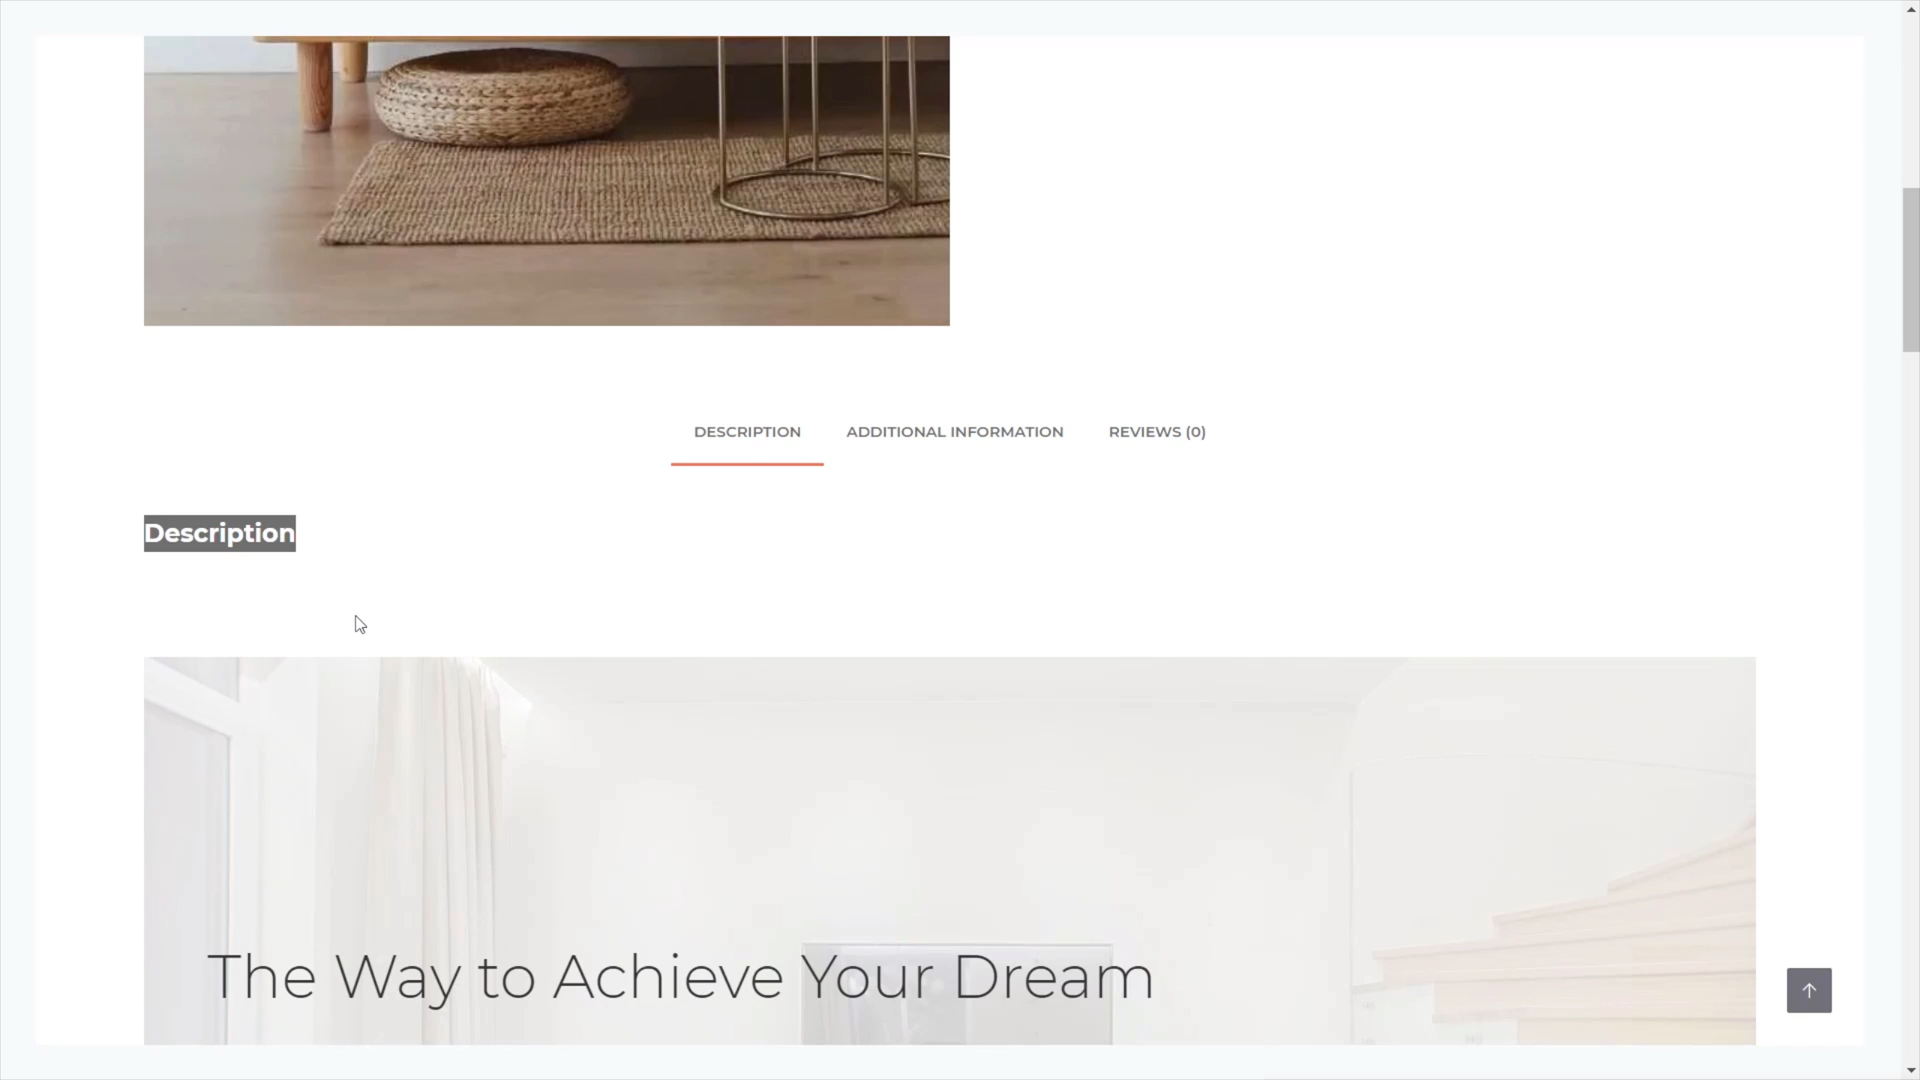 DESCRIPTION
ADDITIONAL INFORMATION
REVIEWS (0)
Description
The Way to Achieve Your Dream